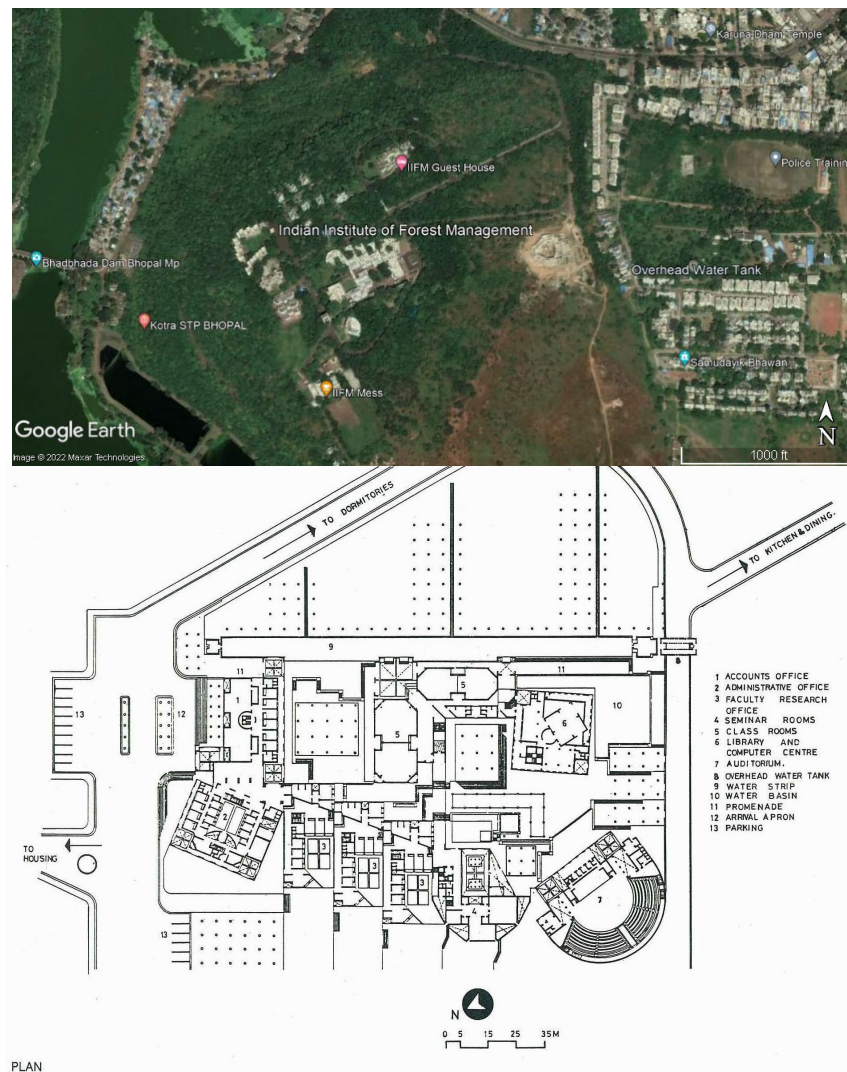 Karuna Dham Temple
IIFM Guest House
Police Trainin
Indian Institute of Forest Management
Bhadbhada Dam Bhopal Mp
Overhead Water Tank
Kotra STP BHOPAL
Samudayik Bhawan
IIFM Mess
Google Earth
N
Image © 2022 Maxar Technologies
1000 ft
TO DORMITORIES
TO KITCHEN & DINING.
9
8
11
11
5
1
13
12
6
10
5
1 ACCOUNTS OFFICE
2 ADMINISTRATIVE OFFICE
3 FACULTY RESEARCH
OFFICE
4 SEMINAR ROOMS
5 CLASS ROOMS
6 LIBRARY AND
COMPUTER CENTRE
7 AUDITORIUM.
8 OVERHEAD WATER TANK
9 WATER STRIP
10 WATER BASIN
11 PROMENADE
12 ARRIVAL APRON
13 PARKING
2
TO
HOUSING
3
3
3
7
4
13
N
0 5 15 25 35M
PLAN